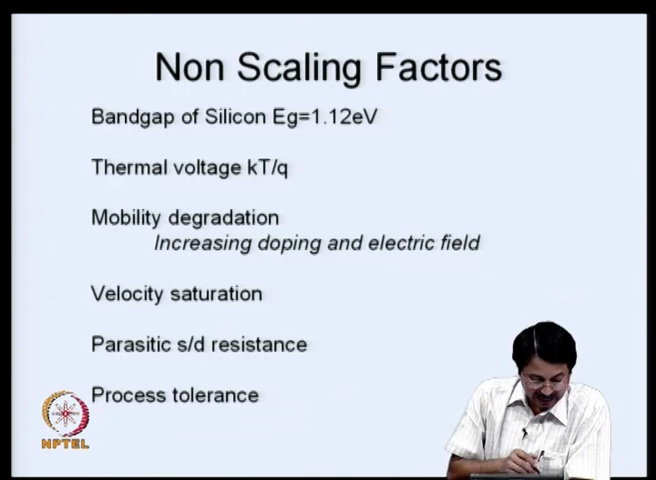 Non Scaling Factors
Bandgap of Silicon Eg=1.12eV
Thermal voltage kT/q
Mobility degradation
Increasing doping and electric field
Velocity saturation
Parasitic s/d resistance
Process tolerance
NPTEL